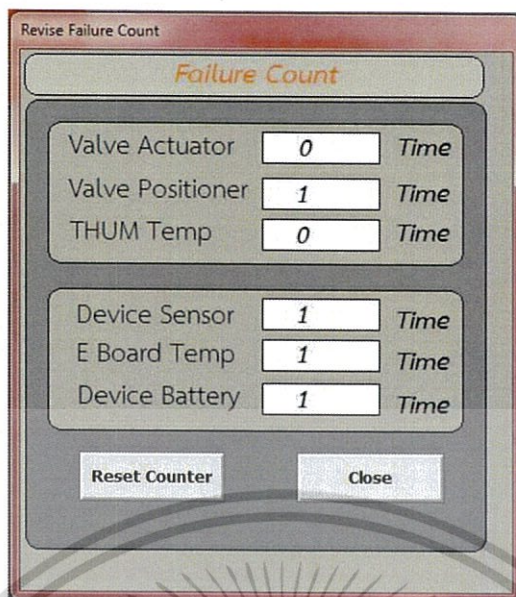 Revise Failure Count
Failure Count
Valve Actuator 0 Time
Valve Positioner 1 Time
THUM Temp 0 Time
Device Sensor 1 Time
E Board Temp 1 Time
Device Battery 1 Time
Reset Counter Close